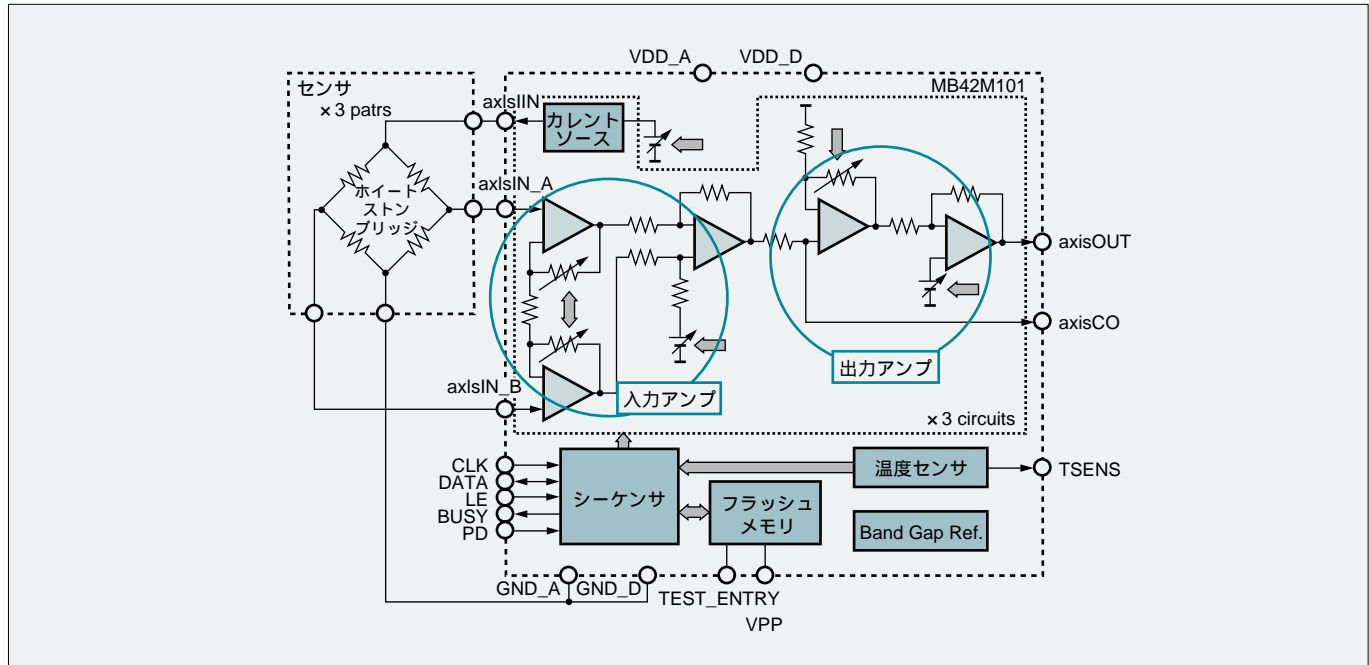 VDD_A
VDD_D
MB42M101
センサ
×3 patrs
axIsIIN
カレント
ソース
ホイート
ストン
ブリッジ
axIsIN_A
axIsIN_B
入力アンプ
出力アンプ
×3 circuits
axisOUT
axisCO
CLK
DATA
LE
BUSY
PD
シーケンサ
フラッシュ
メモリ
温度センサ
TSENS
Band Gap Ref.
GND_A
GND_D
TEST_ENTRY
VPP